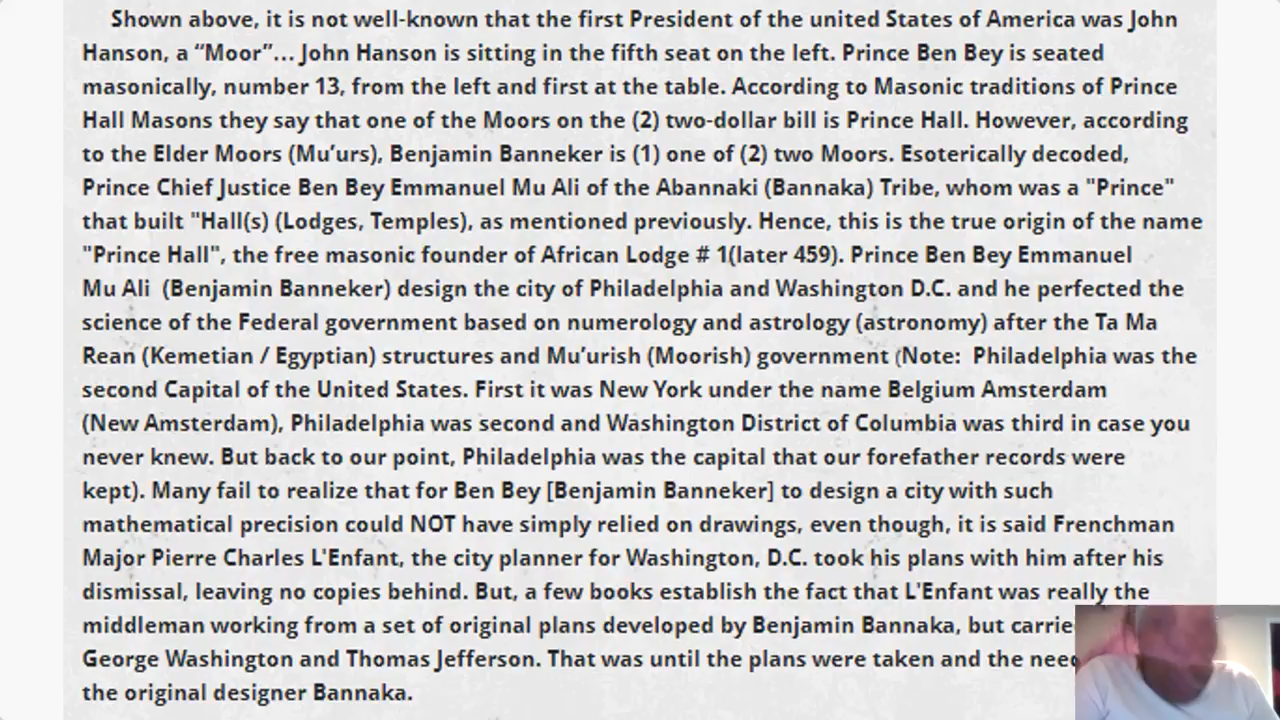 Shown above, it is not well-known that the first President of the united States of America was John
Hanson, a “Moor”... John Hanson is sitting in the fifth seat on the left. Prince Ben Bey is seated
masonically, number 13, from the left and first at the table. According to Masonic traditions of Prince
Hall Masons they say that one of the Moors on the (2) two-dollar bill is Prince Hall. However, according
to the Elder Moors (Mu’urs), Benjamin Banneker is (1) one of (2) two Moors. Esoterically decoded,
Prince Chief Justice Ben Bey Emmanuel Mu Ali of the Abannaki (Bannaka) Tribe, whom was a "Prince"
that built "Hall(s) (Lodges, Temples), as mentioned previously. Hence, this is the true origin of the name
"Prince Hall", the free masonic founder of African Lodge # 1(later 459). Prince Ben Bey Emmanuel
Mu Ali (Benjamin Banneker) design the city of Philadelphia and Washington D.C. and he perfected the
science of the Federal government based on numerology and astrology (astronomy) after the Ta Ma
Rean (Kemetian / Egyptian) structures and Mu’urish (Moorish) government (Note: Philadelphia was the
second Capital of the United States. First it was New York under the name Belgium Amsterdam
(New Amsterdam), Philadelphia was second and Washington District of Columbia was third in case you
never knew. But back to our point, Philadelphia was the capital that our forefather records were
kept). Many fail to realize that for Ben Bey [Benjamin Banneker] to design a city with such
mathematical precision could NOT have simply relied on drawings, even though, it is said Frenchman
Major Pierre Charles L'Enfant, the city planner for Washington, D.C. took his plans with him after his
dismissal, leaving no copies behind. But, a few books establish the fact that L'Enfant was really the
middleman working from a set of original plans developed by Benjamin Bannaka, but
George Washington and Thomas Jefferson. That was until the plans were taken and the
the original designer Bannaka.